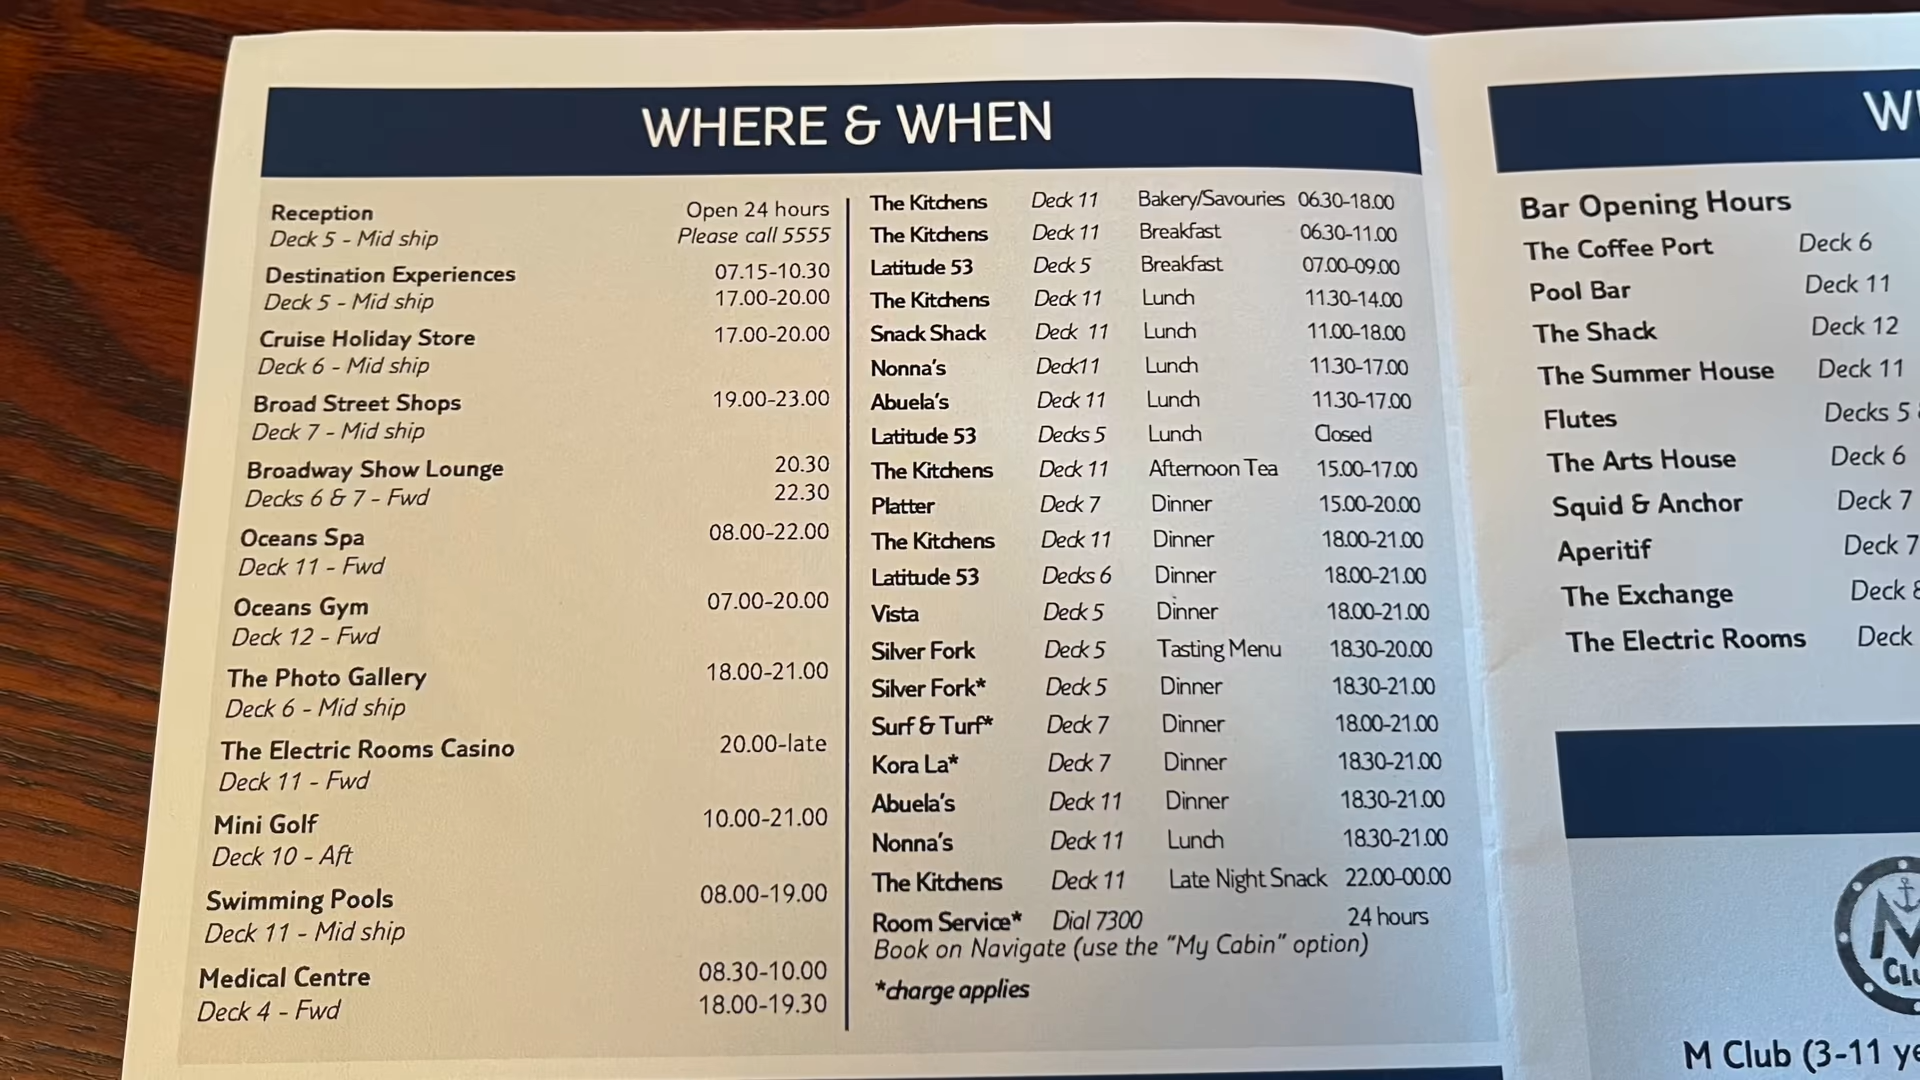 WHERE & WHEN
Reception Open 24 hours
Deck 5 - Mid ship Please call 5555
Destination Experiences 07.15-10.30
Deck 5 - Mid ship 17.00-20.00
Cruise Holiday Store 17.00-20.00
Deck 6 - Mid ship
Broad Street Shops 19.00-23.00
Deck 7 - Mid ship
Broadway Show Lounge 20.30
Decks 6 & 7 - Fwd 22.30
Oceans Spa 08.00-22.00
Deck 11 - Fwd
Oceans Gym 07.00-20.00
Deck 12 - Fwd
The Photo Gallery 18.00-21.00
Deck 6 - Mid ship
The Electric Rooms Casino 20.00-late
Deck 11 - Fwd
Mini Golf 10.00-21.00
Deck 10 - Aft
Swimming Pools 08.00-19.00
Deck 11 - Mid ship
Medical Centre 08.30-10.00
Deck 4 - Fwd 18.00-19.30
The Kitchens Deck 11 Bakery/Savouries 06.30-18.00
The Kitchens Deck 11 Breakfast 06.30-11.00
Latitude 53 Deck 5 Breakfast 07.00-09.00
The Kitchens Deck 11 Lunch 11.30-14.00
Snack Shack Deck 11 Lunch 11.00-18.00
Nonna's Deck11 Lunch 11.30-17.00
Abuela's Deck 11 Lunch 11.30-17.00
Latitude 53 Decks 5 Lunch Closed
The Kitchens Deck 11 Afternoon Tea 15.00-17.00
Platter Deck 7 Dinner 15.00-20.00
The Kitchens Deck 11 Dinner 18.00-21.00
Latitude 53 Decks 6 Dinner 18.00-21.00
Vista Deck 5 Dinner 18.00-21.00
Silver Fork Deck 5 Tasting Menu 18.30-20.00
Silver Fork* Deck 5 Dinner 18.30-21.00
Surf & Turf* Deck 7 Dinner 18.00-21.00
Kora La* Deck 7 Dinner 18.30-21.00
Abuela's Deck 11 Dinner 18.30-21.00
Nonna's Deck 11 Lunch 18.30-21.00
The Kitchens Deck 11 Late Night Snack 22.00-00.00
Room Service* Dial 7300 24 hours
Book on Navigate (use the "My Cabin" option)
*charge applies
Bar Opening Hours
The Coffee Port Deck 6
Pool Bar Deck 11
The Shack Deck 12
The Summer House Deck 11
Flutes Decks 5
The Arts House Deck 6
Squid & Anchor Deck 7
Aperitif Deck 7
The Exchange Deck
The Electric Rooms Deck
M Club (3-11